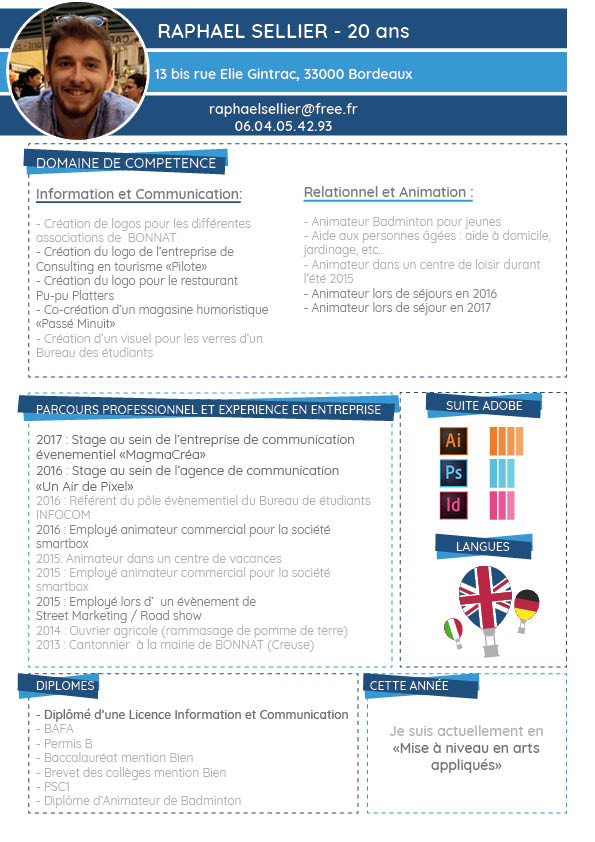 RAPHAEL SELLIER - 20 ans
13 bis rue Elie Gintrac, 33000 Bordeaux
raphaelsellier@free.fr
06.04.05.42.93
DOMAINE DE COMPETENCE
Information et Communication:
- Création de logos pour les différentes
associations de BONNAT
- Création du logo de l'entreprise de
Consulting en tourisme «Pilote»
- Création du logo pour le restaurant
Pu-pu Platters
- Co-création d'un magasine humoristique
«Passé Minuit»
- Création d'un visuel pour les verres d'un
Bureau des étudiants
Relationnel et Animation :
- Animateur Badminton pour jeunes
- Aide aux personnes âgées : aide à domicile,
jardinage, etc...
- Animateur dans un centre de loisir durant
l'été 2015
- Animateur lors de séjours en 2016
- Animateur lors de séjour en 2017
PARCOURS PROFESSIONNEL ET EXPERIENCE EN ENTREPRISE
2017 : Stage au sein de l'entreprise de communication
évenementiel «MagmaCréa»
2016 : Stage au sein de l'agence de communication
«Un Air de Pixel»
2016 : Référent du pôle évènementiel du Bureau de étudiants
INFOCOM
2016 : Employé animateur commercial pour la société
smartbox
2015: Animateur dans un centre de vacances
2015 : Employé animateur commercial pour la société
smartbox
2015 : Employé lors d' un évènement de
Street Marketing / Road show
2014 : Ouvrier agricole (rammasage de pomme de terre)
2013 : Cantonnier à la mairie de BONNAT (Creuse)
SUITE ADOBE
Ai
Ps
Id
LANGUES
DIPLOMES
- Diplômé d'une Licence Information et Communication
- BAFA
- Permis B
- Baccalauréat mention Bien
- Brevet des collèges mention Bien
- PSC1
- Diplôme d'Animateur de Badminton
CETTE ANNÉE
Je suis actuellement en
«Mise à niveau en arts
appliqués»